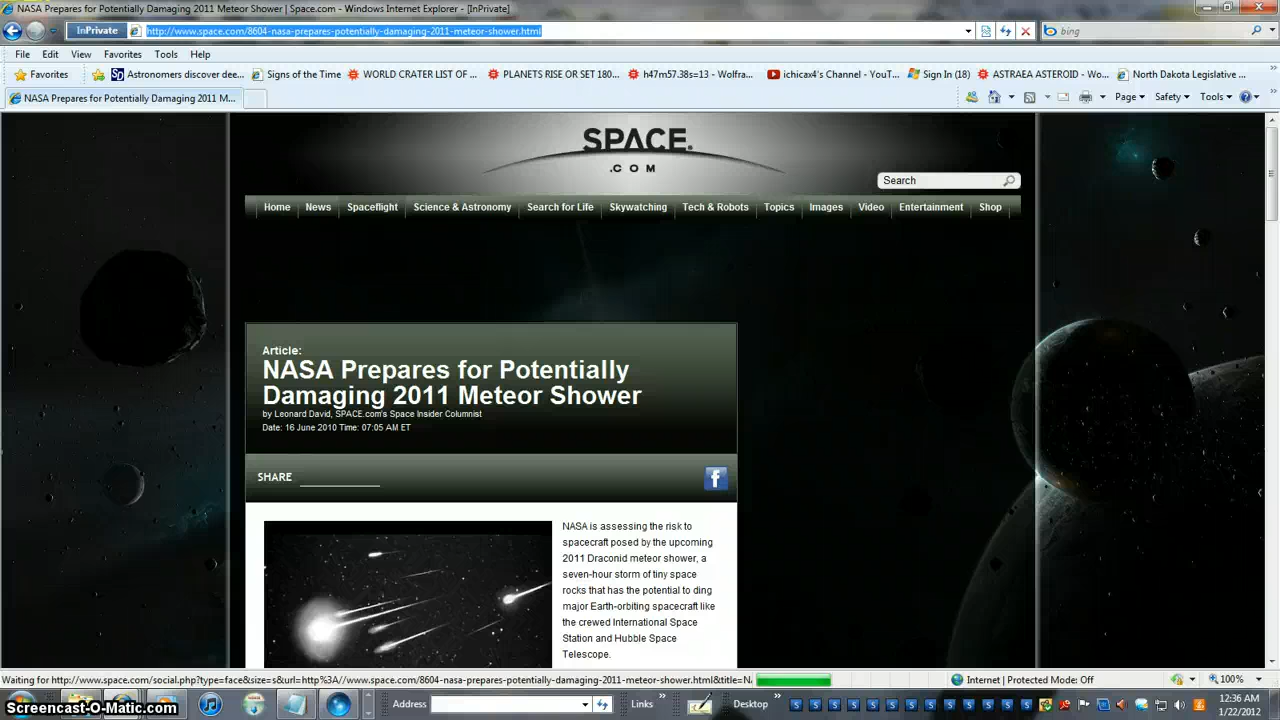 NASA Prepares for Potentially Damaging 2011 Meteor Shower | Space.com - Windows Internet Explorer - [InPrivate]
InPrivate http://www.space.com/8604-nasa-prepares-potentially-damaging-2011-meteor-shower.html bing
File Edit View Favorites Tools Help
Favorites Astronomers discover dee... Signs of the Time WORLD CRATER LIST OF ... PLANETS RISE OR SET 180... h47m57.38s=13 - Wolfra... ichicax4's Channel - YouT... Sign In (18) ASTRAEA ASTEROID - Wo... North Dakota Legislative ...
NASA Prepares for Potentially Damaging 2011 M... Page Safety Tools
SPACE.
.COM
Search
Home News Spaceflight Science & Astronomy Search for Life Skywatching Tech & Robots Topics Images Video Entertainment Shop
Article:
NASA Prepares for Potentially
Damaging 2011 Meteor Shower
by Leonard David, SPACE.com's Space Insider Columnist
Date: 16 June 2010 Time: 07:05 AM ET
SHARE
f
NASA is assessing the risk to
spacecraft posed by the upcoming
2011 Draconid meteor shower, a
seven-hour storm of tiny space
rocks that has the potential to ding
major Earth-orbiting spacecraft like
the crewed International Space
Station and Hubble Space
Telescope.
Waiting for http://www.space.com/social.php?type=face&size=s&url=http%3A//www.space.com/8604-nasa-prepares-potentially-damaging-2011-meteor-shower.html&title=N Internet | Protected Mode: Off 100%
Address Links Desktop 12:36 AM
1/22/2012
Screencast-O-Matic.com